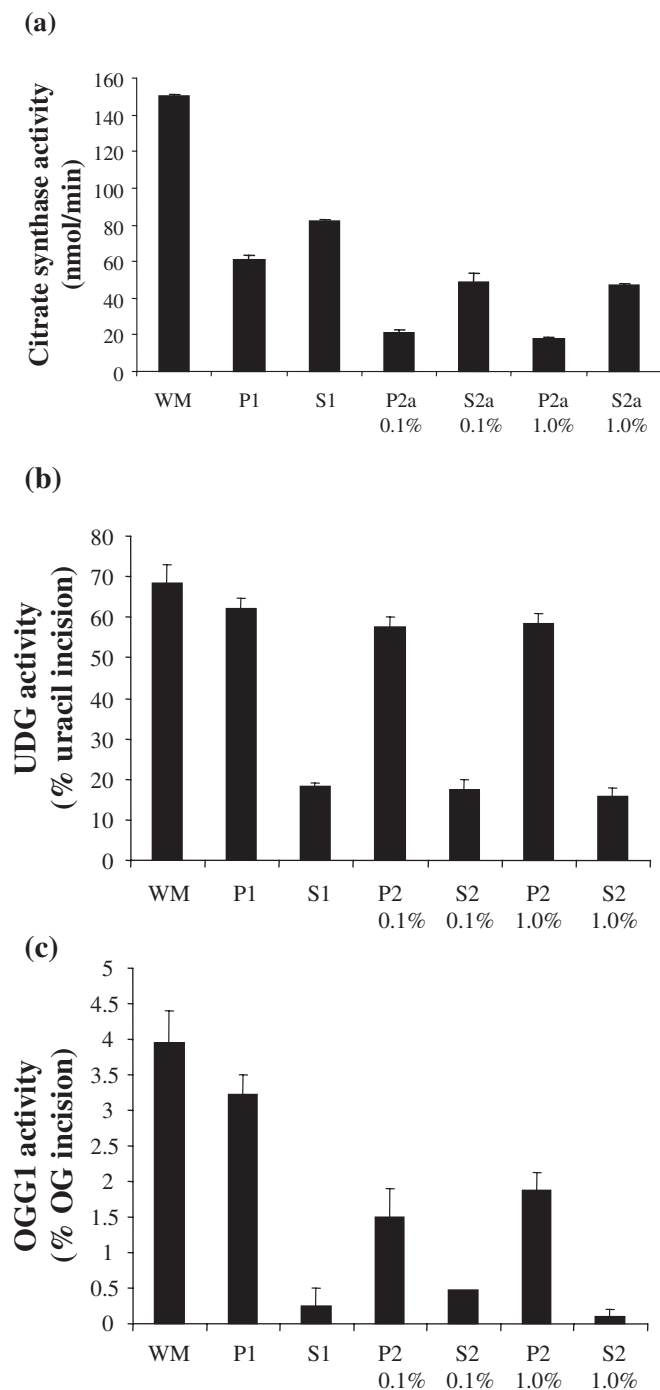 (a)
Citrate synthase activity
(nmol/min)
160
140
120
100
80
60
40
20
0
WM P1 S1 P2a S2a P2a S2a
0.1% 0.1% 1.0% 1.0%
(b)
UDG activity
(% uracil incision)
80
70
60
50
40
30
20
10
0
WM P1 S1 P2 S2 P2 S2
0.1% 0.1% 1.0% 1.0%
(c)
OGG1 activity
(% OG incision)
5
4.5
4
3.5
3
2.5
2
1.5
1
0.5
0
WM P1 S1 P2 S2 P2 S2
0.1% 0.1% 1.0% 1.0%